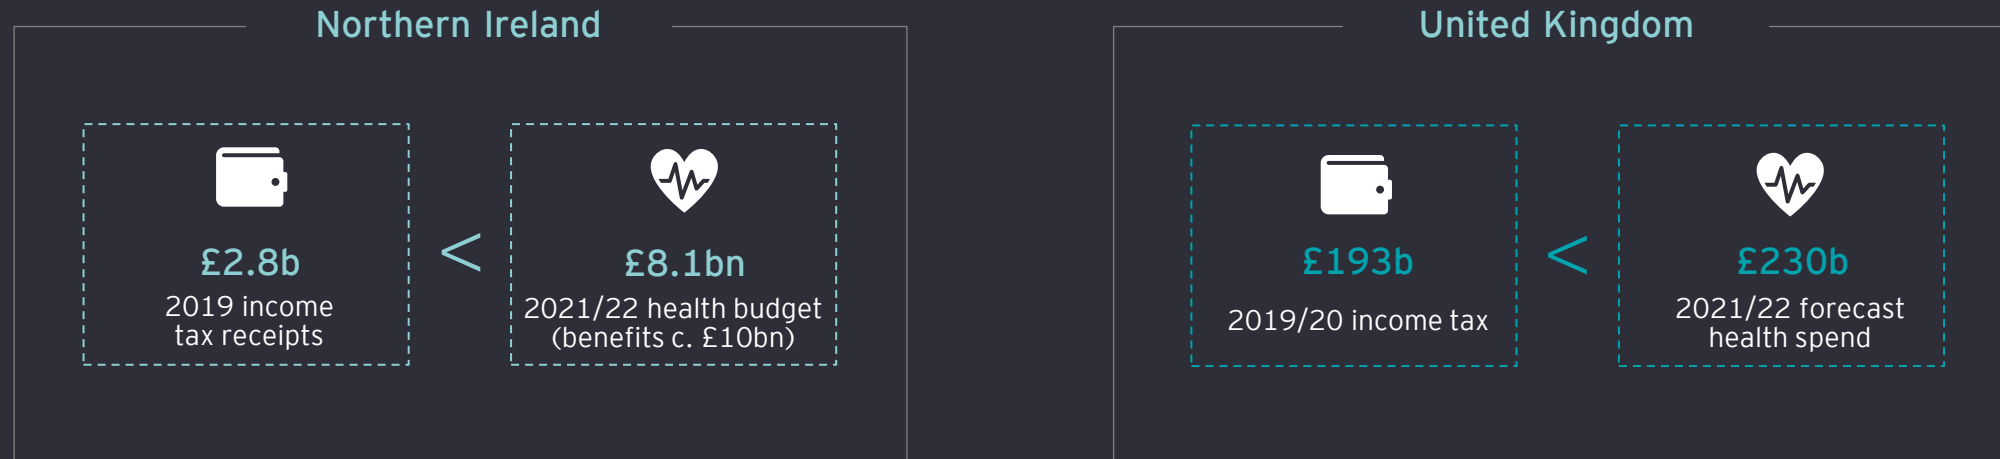 Northern Ireland
£2.8b
2019 income
tax receipts
<
£8.1bn
2021/22 health budget
(benefits c. £10bn)
United Kingdom
£193b
2019/20 income tax
<
£230b
2021/22 forecast
health spend